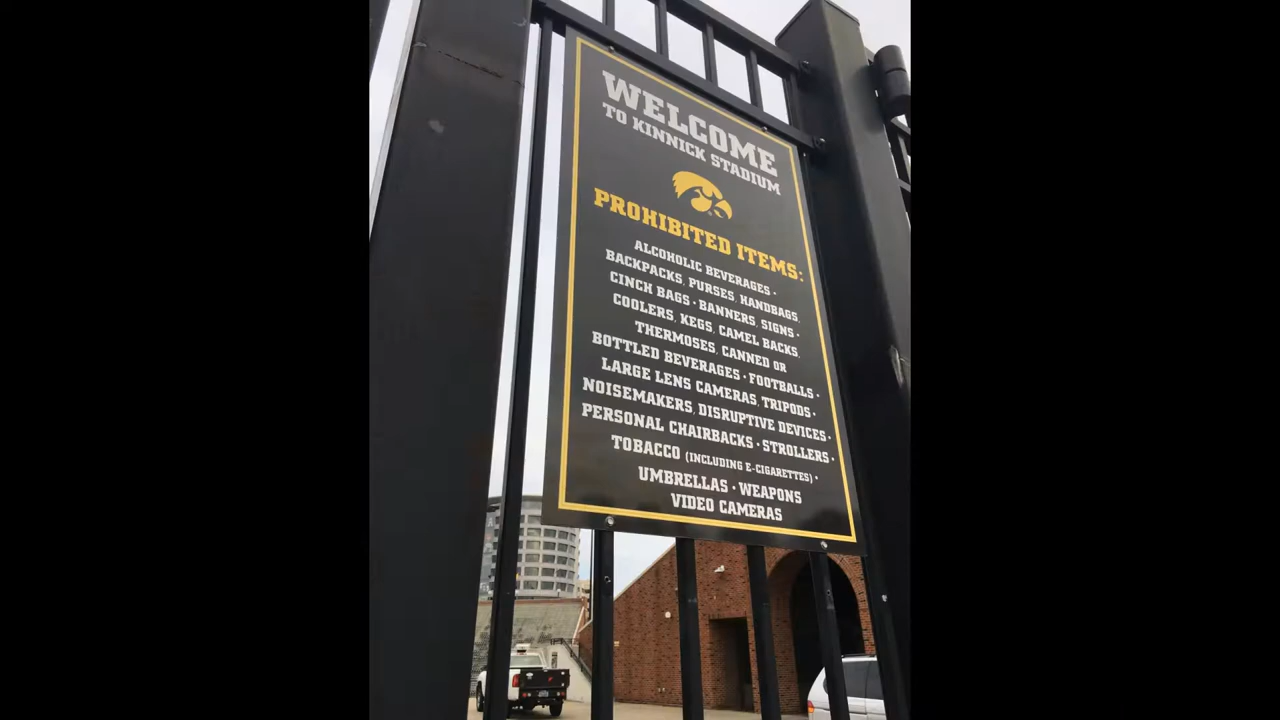 WELCOME
TO KINNICK STADIUM
PROHIBITED ITEMS:
ALCOHOLIC BEVERAGES •
BACKPACKS, PURSES, HANDBAGS,
CINCH BAGS • BANNERS, SIGNS •
COOLERS, KEGS, CAMEL BACKS,
THERMOSES, CANNED OR
BOTTLED BEVERAGES • FOOTBALLS •
LARGE LENS CAMERAS, TRIPODS •
NOISEMAKERS, DISRUPTIVE DEVICES •
PERSONAL CHAIRBACKS • STROLLERS •
TOBACCO (INCLUDING E-CIGARETTES) •
UMBRELLAS • WEAPONS
VIDEO CAMERAS